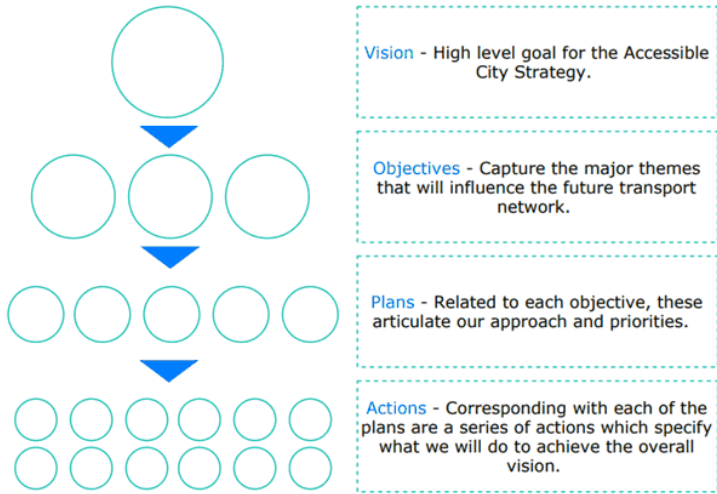 Vision - High level goal for the Accessible
City Strategy.
Objectives - Capture the major themes
that will influence the future transport
network.
Plans - Related to each objective, these
articulate our approach and priorities.
Actions - Corresponding with each of the
plans are a series of actions which specify
what we will do to achieve the overall
vision.